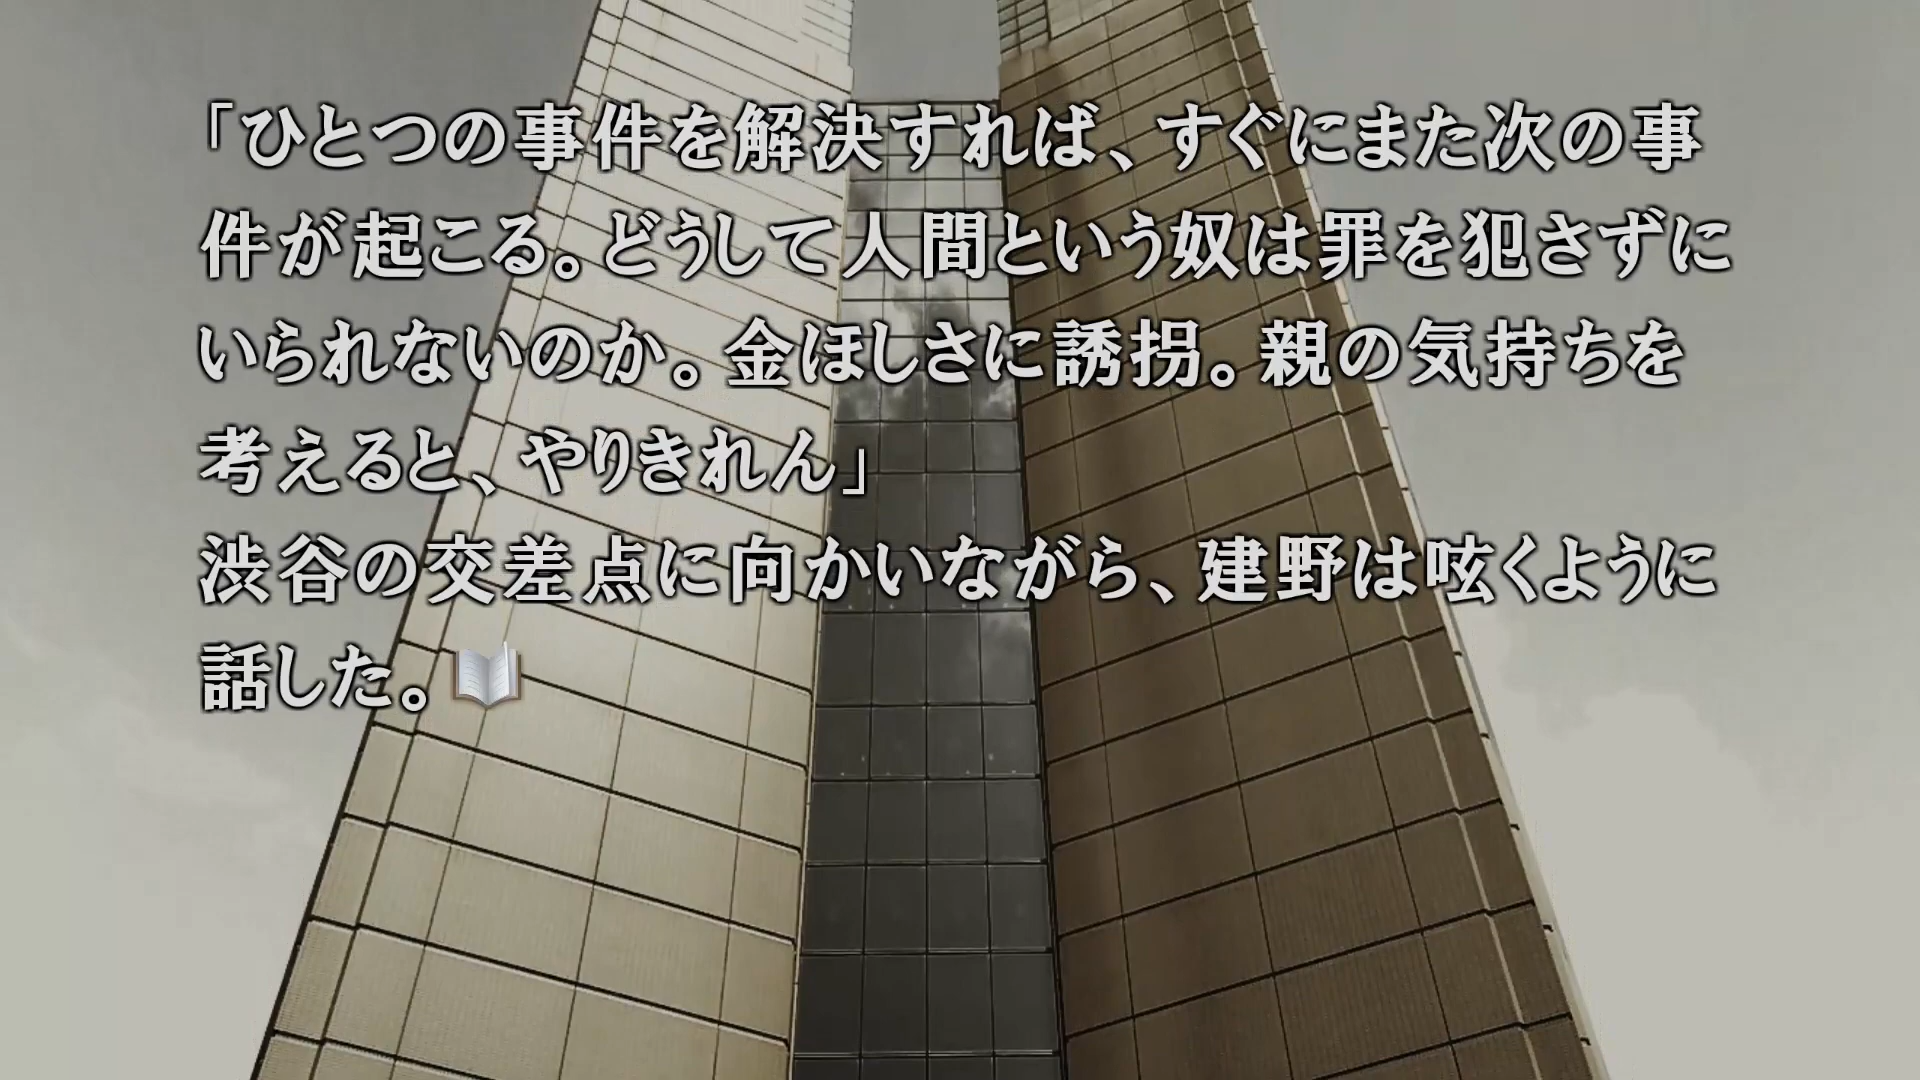 「ひとつの事件を解決すれば、すぐにまた次の事
件が起こる。どうして人間という奴は罪を犯さずに
いられないのか。金ほしさに誘拐。親の気持ちを
考えると、やりきれん」
渋谷の交差点に向かいながら、建野は呟くように
話した。